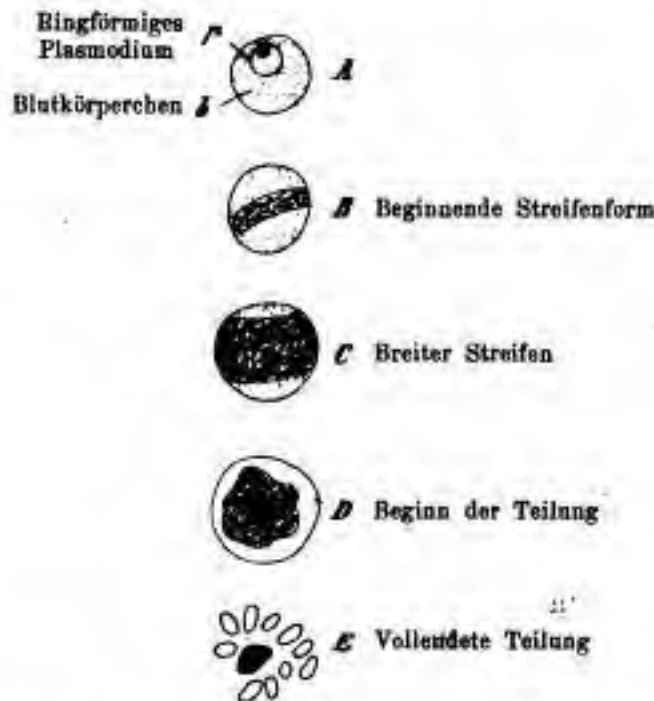 Ringförmiges r
Plasmodium
A
Blutkörperchen b
B Beginnende Streifenform
C Breiter Streifen
D Beginn der Teilung
E Vollendete Teilung